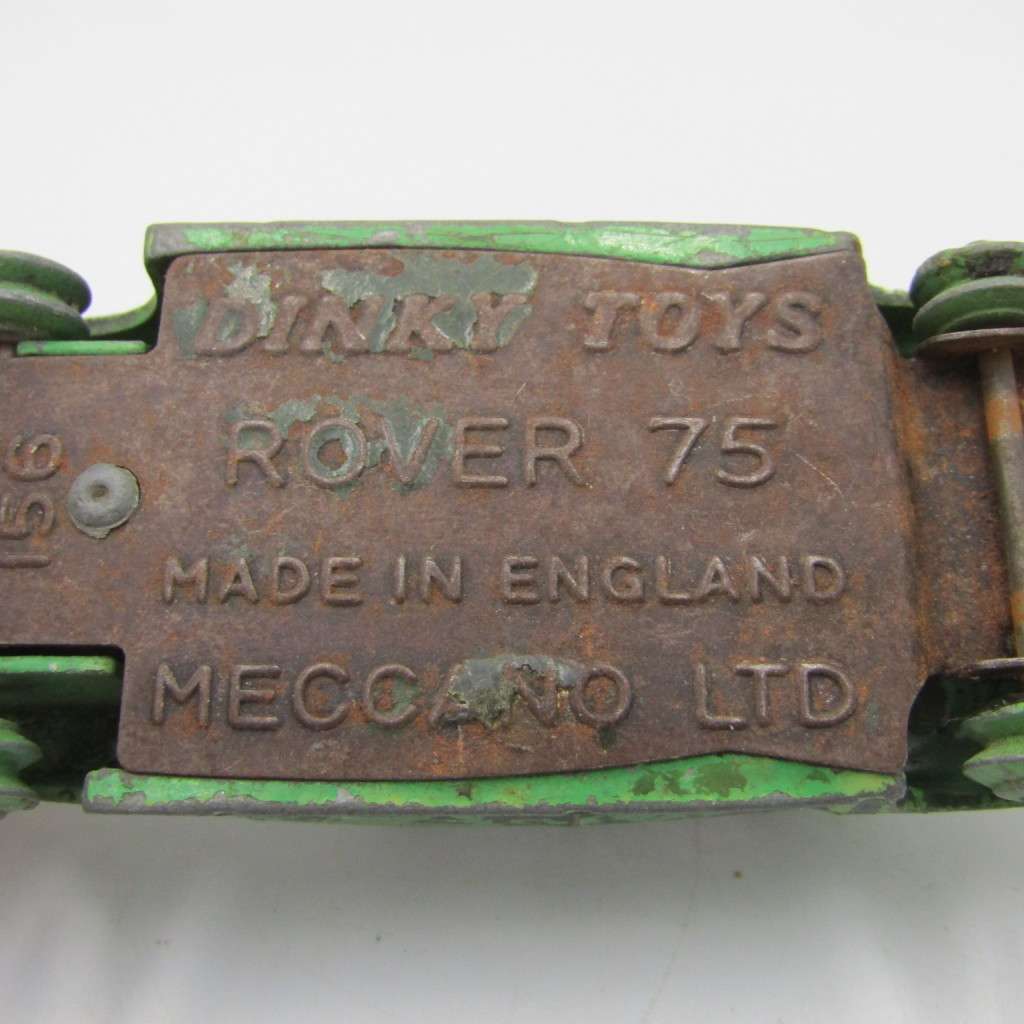 DINKY TOYS
ROVER 75
MADE IN ENGLAND
MECCANO LTD
156